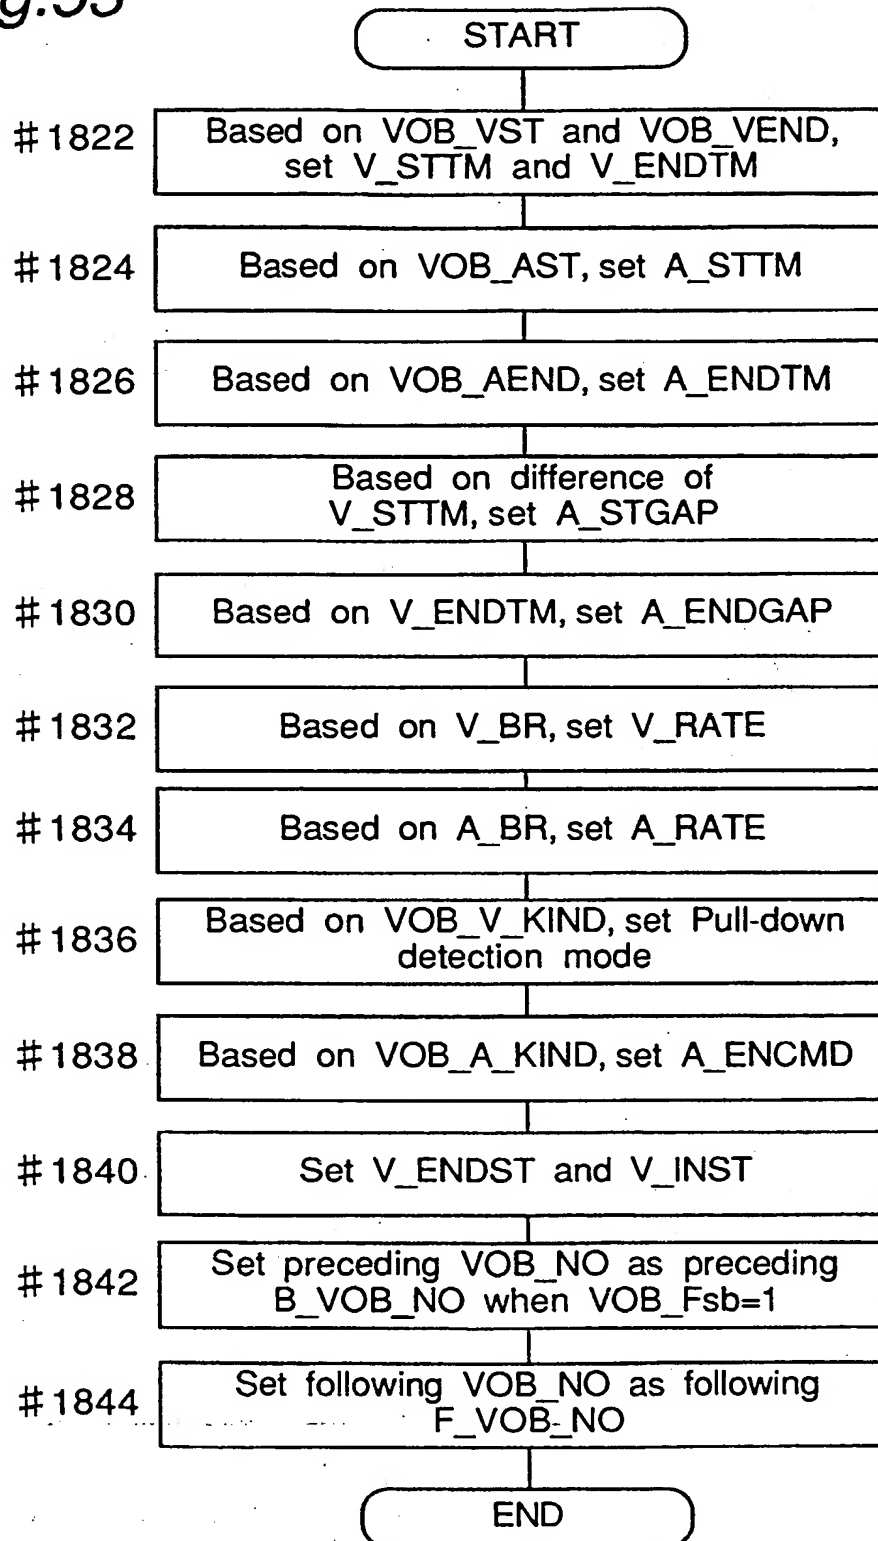 START
#1822
Based on VOB_VST and VOB_VEND,
set V_STTM and V_ENDTM
#1824
Based on VOB_AST, set A_STTM
#1826
Based on VOB_AEND, set A_ENDTM
#1828
Based on difference of
V_STTM, set A_STGAP
#1830
Based on V_ENDTM, set A_ENDGAP
#1832
Based on V_BR, set V_RATE
#1834
Based on A_BR, set A_RATE
#1836
Based on VOB_V_KIND, set Pull-down
detection mode
#1838
Based on VOB_A_KIND, set A_ENCMD
#1840
Set V_ENDST and V_INST
#1842
Set preceding VOB_NO as preceding
B_VOB_NO when VOB_Fsb=1
#1844
Set following VOB_NO as following
F_VOB_NO
END